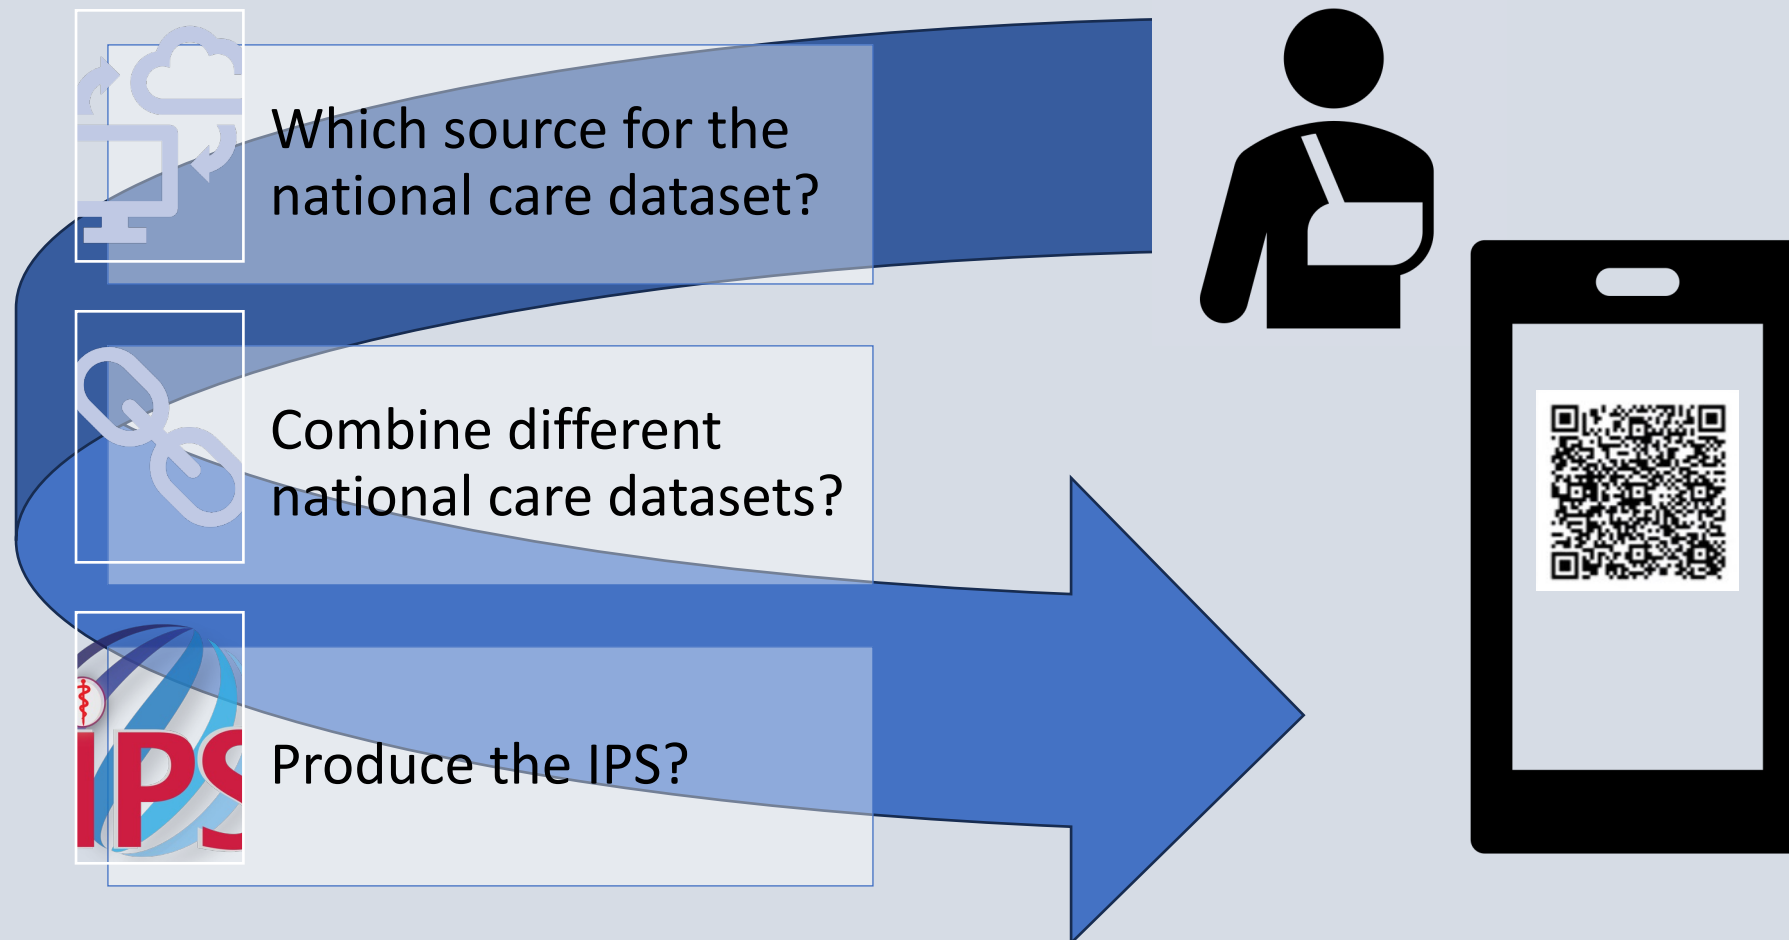 Which source for the
national care dataset?
Combine different
national care datasets?
IPS
Produce the IPS?